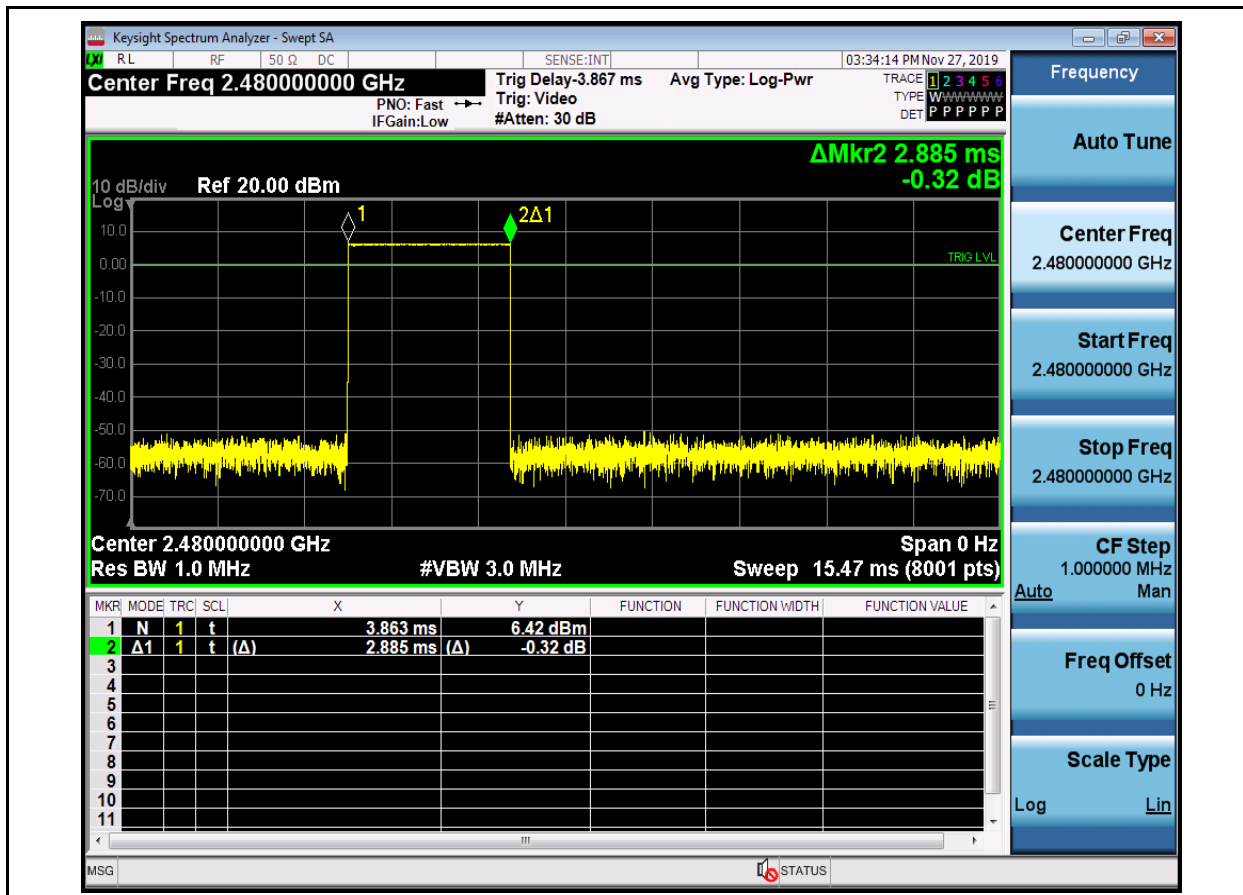 Keysight Spectrum Analyzer - Swept SA
LXI RL RF 50 Ω DC SENSE:INT 03:34:14 PM Nov 27, 2019
Center Freq 2.480000000 GHz
PNO: Fast
IFGain:Low
Trig Delay-3.867 ms
Trig: Video
#Atten: 30 dB
Avg Type: Log-Pwr
TRACE 1 2 3 4 5 6
TYPE WWWWWW
DET P P P P P P
ΔMkr2 2.885 ms
-0.32 dB
10 dB/div Ref 20.00 dBm
Log
10.0
0.00
-10.0
-20.0
-30.0
-40.0
-50.0
-60.0
-70.0
1
2Δ1
TRIG LVL
Center 2.480000000 GHz Span 0 Hz
Res BW 1.0 MHz #VBW 3.0 MHz Sweep 15.47 ms (8001 pts)
MKR MODE TRC SCL X Y FUNCTION FUNCTION WIDTH FUNCTION VALUE
1 N 1 t 3.863 ms 6.42 dBm
2 Δ1 1 t (Δ) 2.885 ms (Δ) -0.32 dB
3
4
5
6
7
8
9
10
11
MSG STATUS
Frequency
Auto Tune
Center Freq
2.480000000 GHz
Start Freq
2.480000000 GHz
Stop Freq
2.480000000 GHz
CF Step
1.000000 MHz
Auto Man
Freq Offset
0 Hz
Scale Type
Log Lin